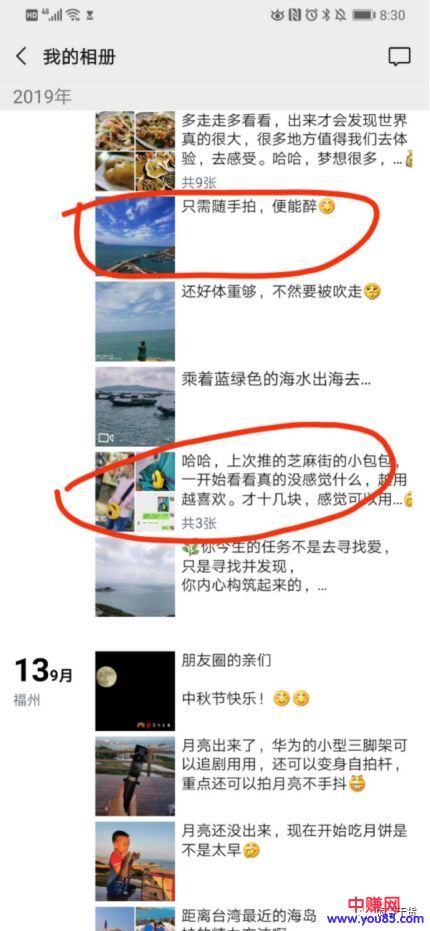 HD 46 8:30
我的相册
2019年
多走走多看看，出来才会发现世界
真的很大，很多地方值得我们去体
验，去感受。哈哈，梦想很多，...
共9张
只需随手拍，便能醉😊
还好体重够，不然要被吹走
乘着蓝绿色的海水出海去...
哈哈，上次推的芝麻街的小包包，
一开始看看真的没感觉什么，越用
越喜欢。才十几块，感觉可以用...
共3张
🌿你今生的任务不是去寻找爱，
只是寻找并发现，
你内心构筑起来的，...
13 9月
福州
朋友圈的亲们
中秋节快乐！😊😊
月亮出来了，华为的小型三脚架可
以追剧用用，还可以变身自拍杆，
重点还可以拍月亮不手抖😁
月亮还没出来，现在开始吃月饼是
不是太早🤣
距离台湾最近的海岛
中赚网
www.you85.com